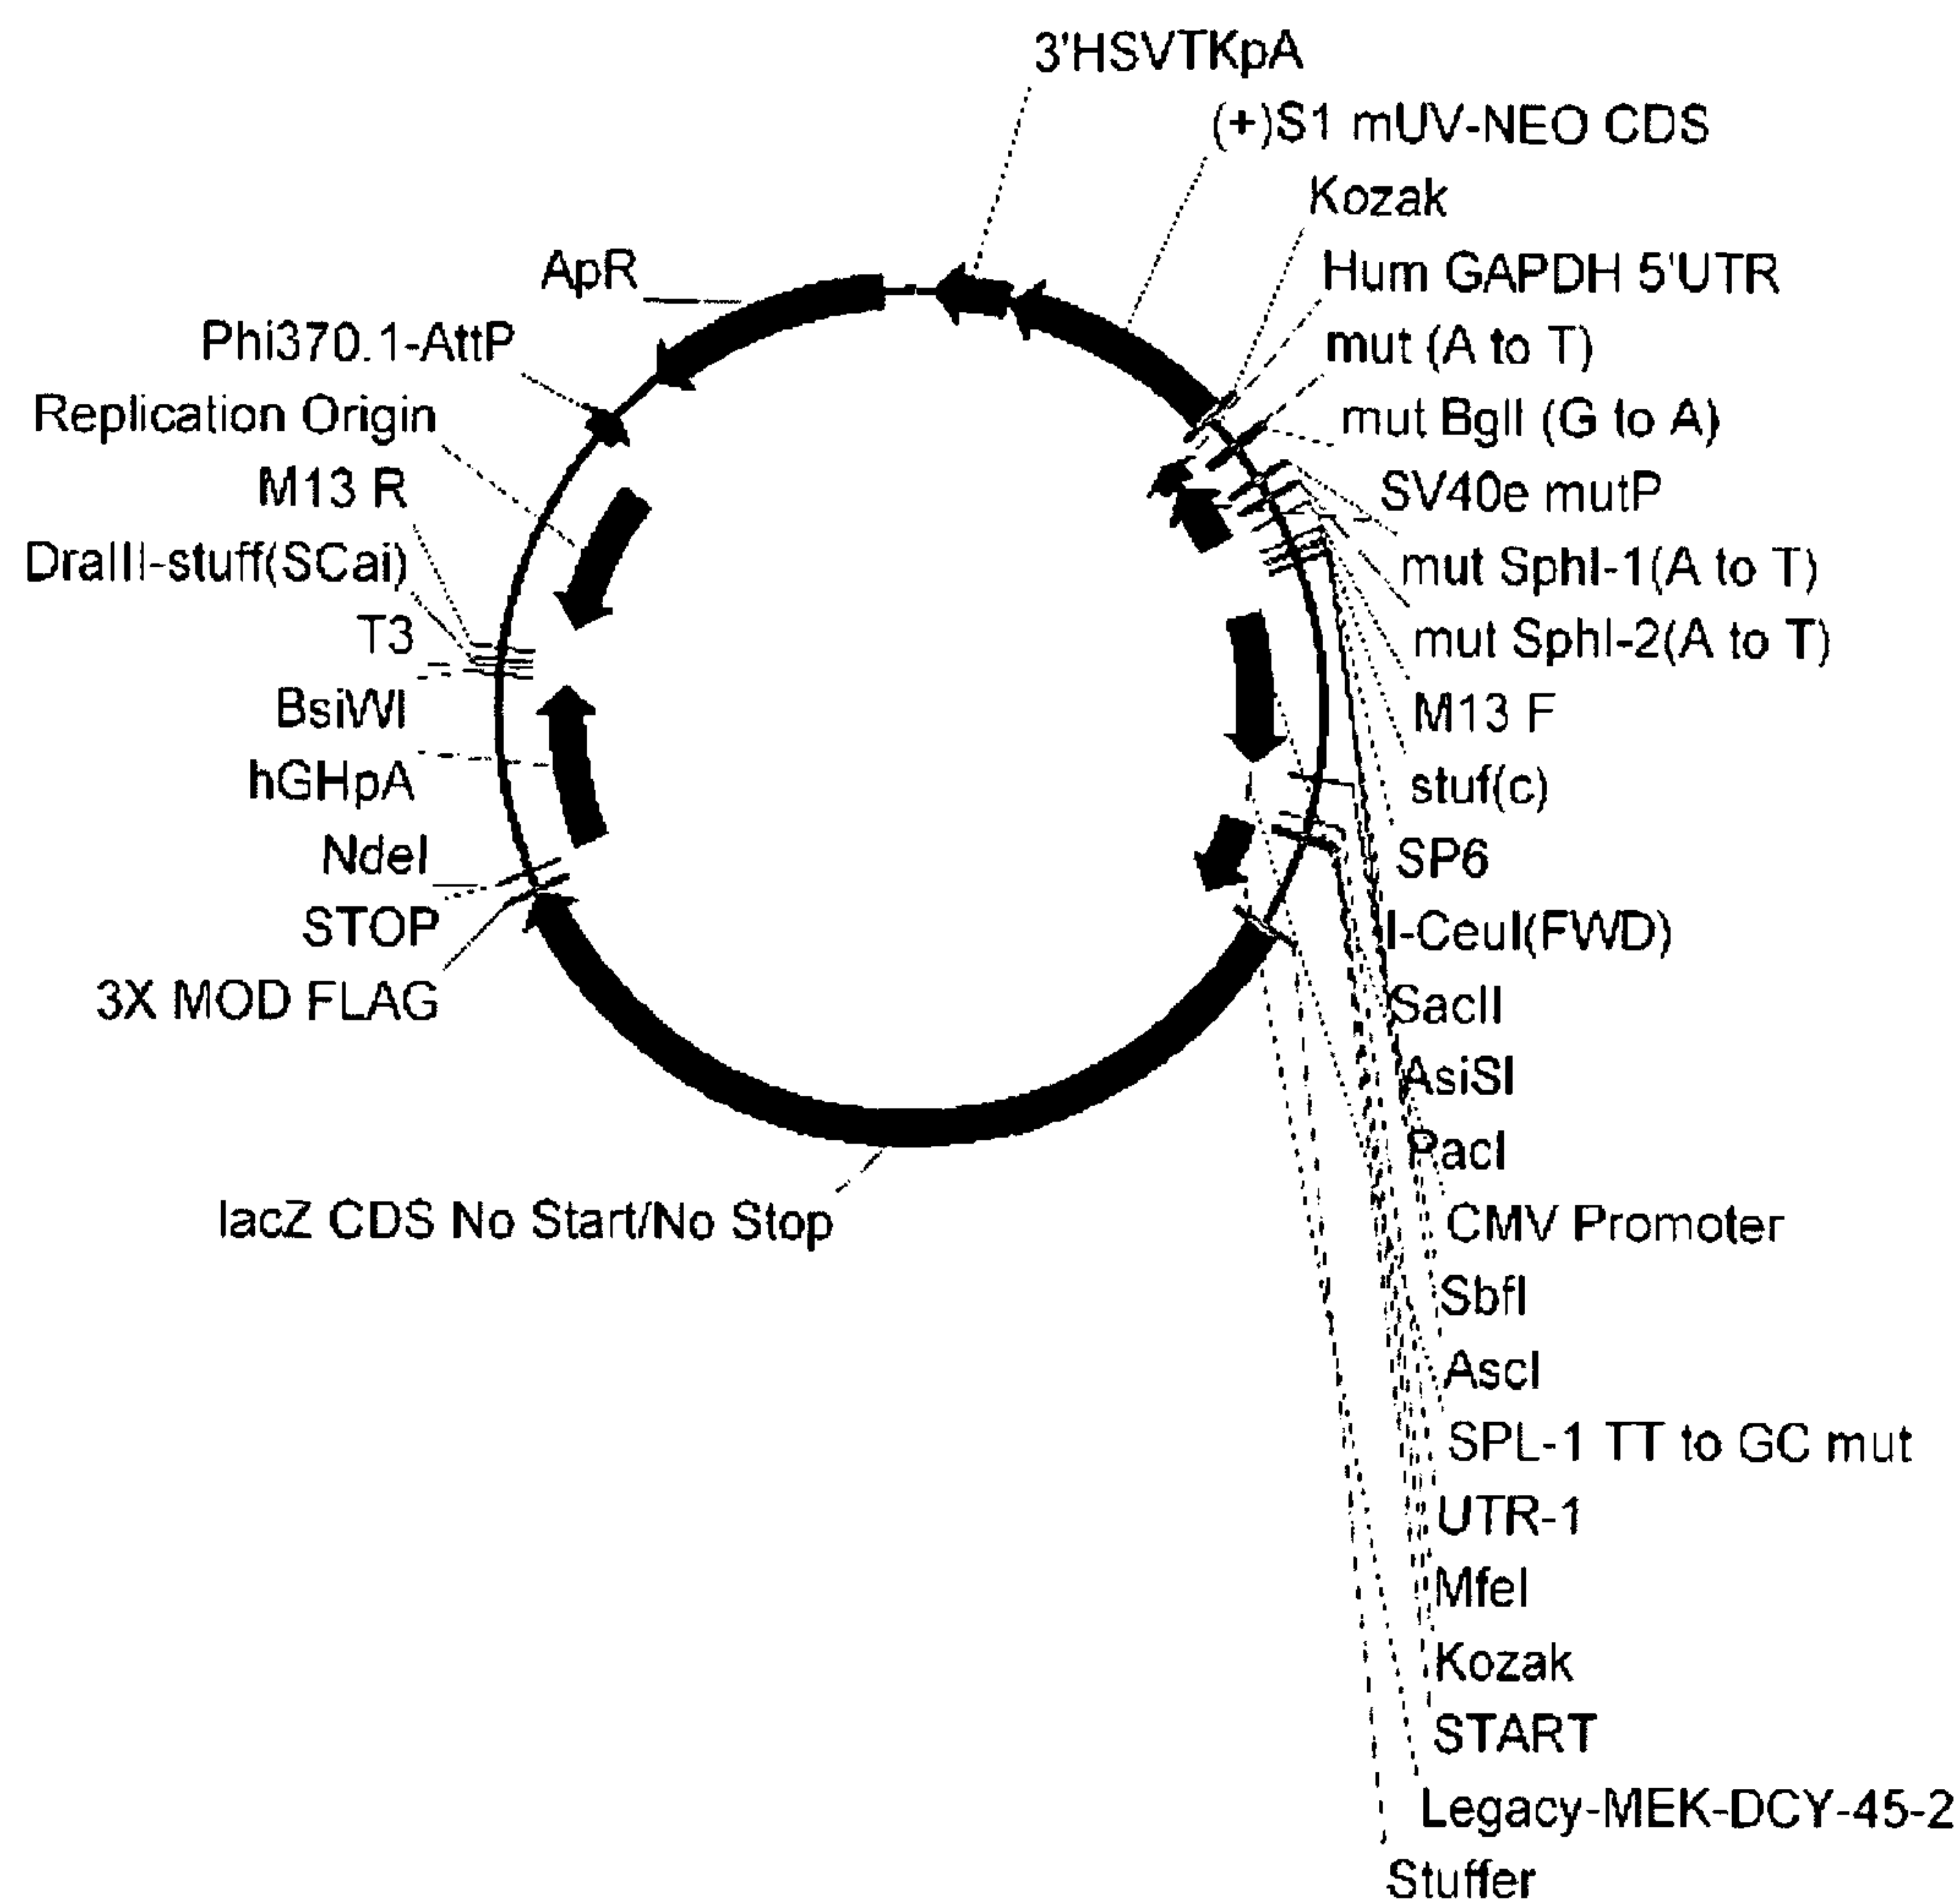 3'HSVTKpA
(+)S1 mUV-NEO CDS
Kozak
Hum GAPDH 5'UTR
mut (A to T)
mut BglI (G to A)
SV40e mutP
mut SphI-1(A to T)
mut SphI-2(A to T)
M13 F
stuf(c)
SP6
I-CeuI(FWD)
SacII
AsiSI
PacI
CMV Promoter
SbfI
AscI
SPL-1 TT to GC mut
UTR-1
MfeI
Kozak
START
Legacy-MEK-DCY-45-2
Stuffer
lacZ CDS No Start/No Stop
3X MOD FLAG
STOP
NdeI
hGHpA
BsiWI
T3
DraIII-stuff(SCai)
M13 R
Replication Origin
Phi370.1-AttP
ApR